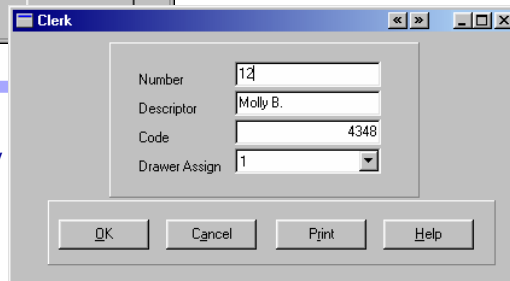 Clerk
Number 12
Descriptor Molly B.
Code 4348
Drawer Assign 1
OK Cancel Print Help